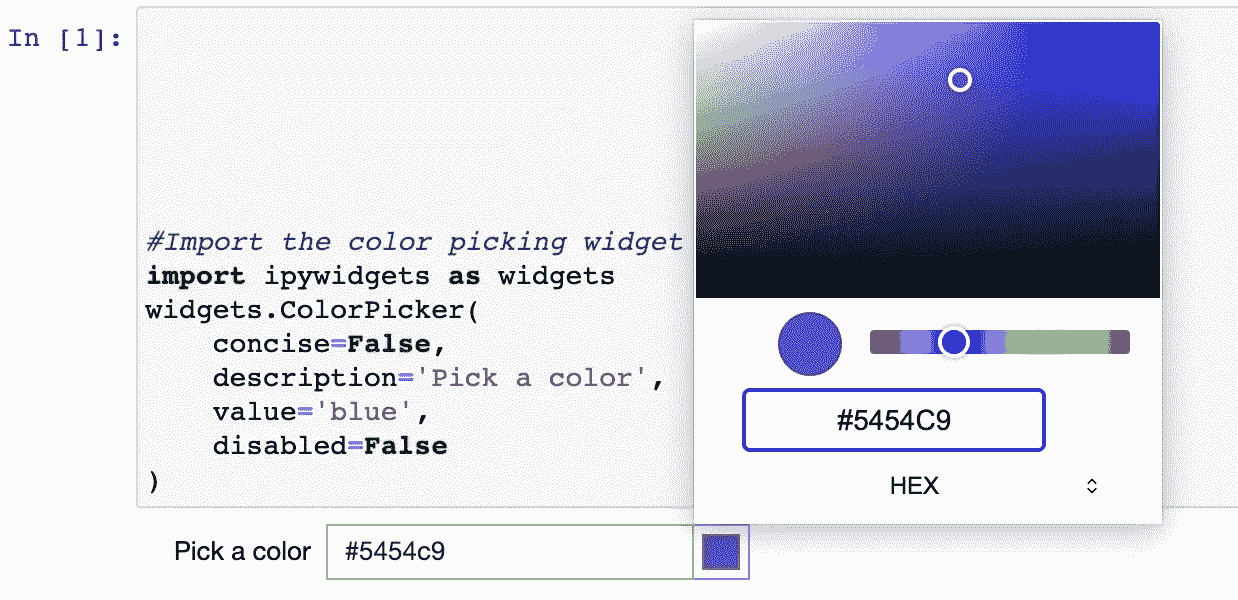 In [1]:
#Import the color picking widget
import ipywidgets as widgets
widgets.ColorPicker(
    concise=False,
    description='Pick a color',
    value='blue',
    disabled=False
)
#5454C9
HEX
Pick a color #5454c9